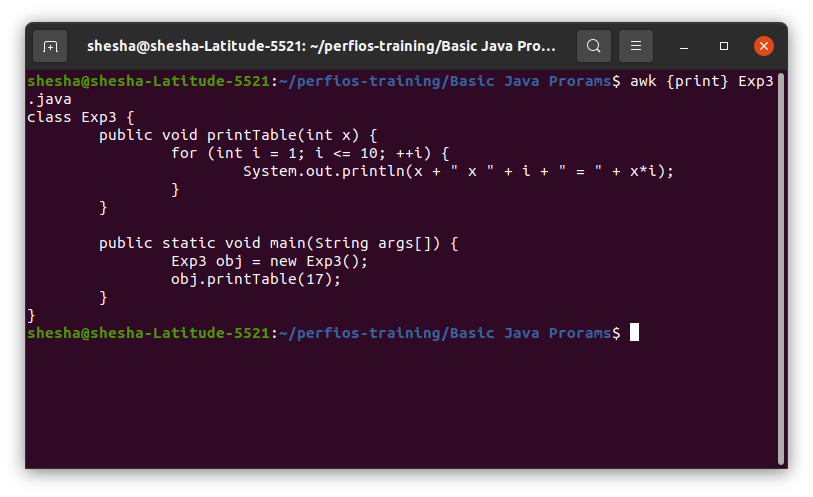 shesha@shesha-Latitude-5521: ~/perfios-training/Basic Java Pro...
shesha@shesha-Latitude-5521:~/perfios-training/Basic Java Prorams$ awk {print} Exp3
.java
class Exp3 {
        public void printTable(int x) {
                for (int i = 1; i <= 10; ++i) {
                        System.out.println(x + " x " + i + " = " + x*i);
                }
        }

        public static void main(String args[]) {
                Exp3 obj = new Exp3();
                obj.printTable(17);
        }
}
shesha@shesha-Latitude-5521:~/perfios-training/Basic Java Prorams$